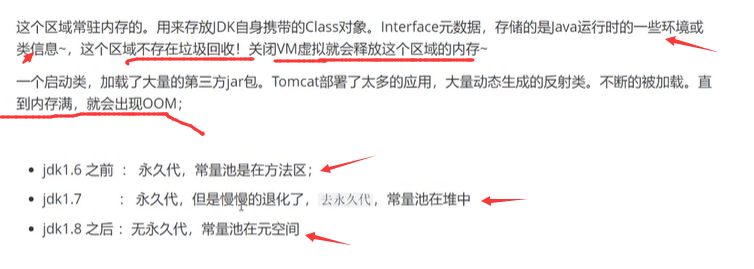 这个区域常驻内存的。用来存放JDK自身携带的Class对象。Interface元数据，存储的是Java运行时的一些环境或
类信息~，这个区域不存在垃圾回收！关闭VM虚拟就会释放这个区域的内存~
一个启动类，加载了大量的第三方jar包。Tomcat部署了太多的应用，大量动态生成的反射类。不断的被加载。直
到内存满，就会出现OOM；
• jdk1.6 之前 ： 永久代，常量池是在方法区；
• jdk1.7 ： 永久代，但是慢慢的退化了，去永久代，常量池在堆中
• jdk1.8 之后 ：无永久代，常量池在元空间